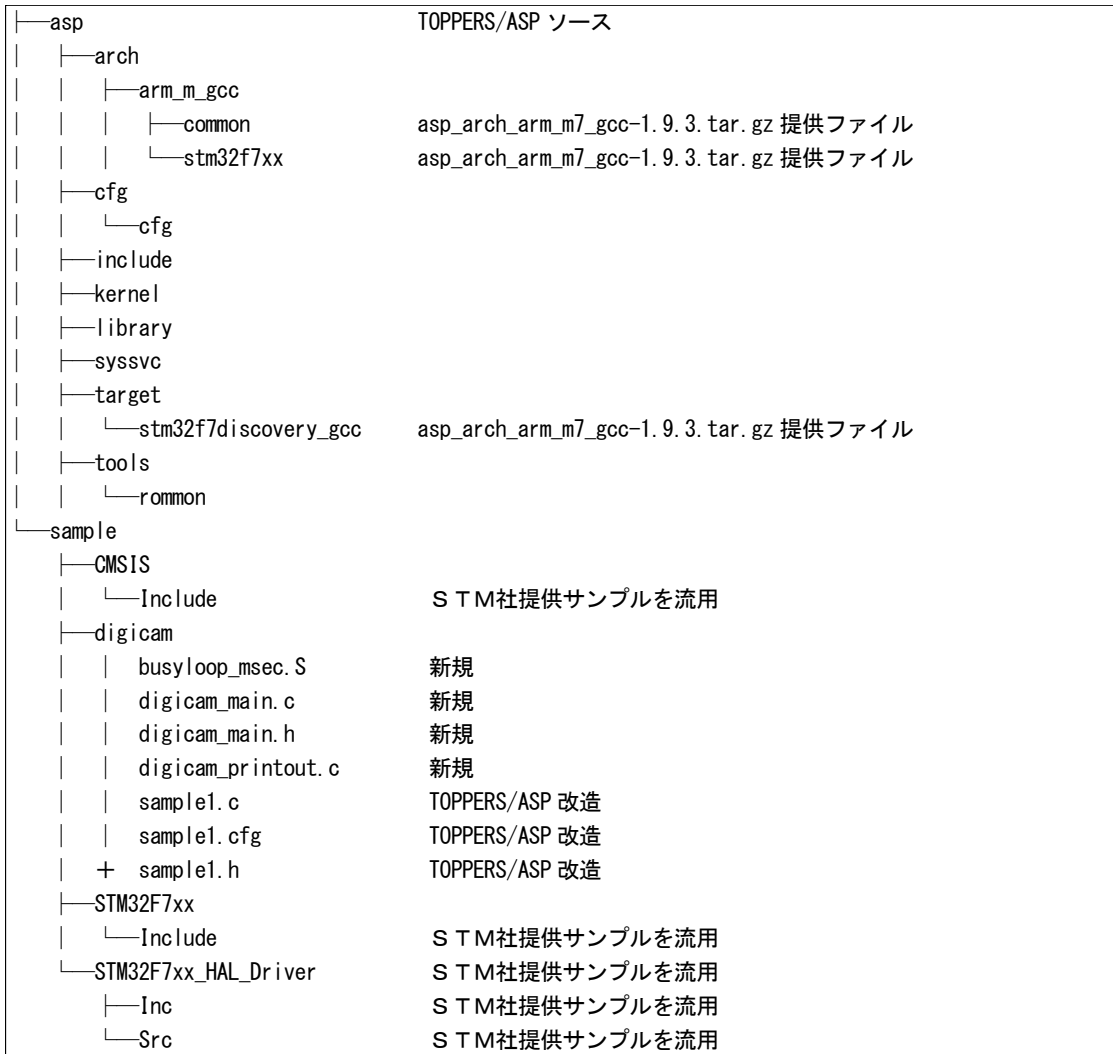 ├──asp TOPPERS/ASP ソース
│ ├──arch
│ │ ├──arm_m_gcc
│ │ │ ├──common asp_arch_arm_m7_gcc-1.9.3.tar.gz 提供ファイル
│ │ │ └──stm32f7xx asp_arch_arm_m7_gcc-1.9.3.tar.gz 提供ファイル
│ ├──cfg
│ │ └──cfg
│ ├──include
│ ├──kernel
│ ├──library
│ ├──syssvc
│ ├──target
│ │ └──stm32f7discovery_gcc asp_arch_arm_m7_gcc-1.9.3.tar.gz 提供ファイル
│ ├──tools
│ │ └──rommon
└──sample
├──CMSIS
│ └──Include ＳＴＭ社提供サンプルを流用
├──digicam
│ │ busyloop_msec.S 新規
│ │ digicam_main.c 新規
│ │ digicam_main.h 新規
│ │ digicam_printout.c 新規
│ │ sample1.c TOPPERS/ASP 改造
│ │ sample1.cfg TOPPERS/ASP 改造
│ ＋ sample1.h TOPPERS/ASP 改造
├──STM32F7xx
│ └──Include ＳＴＭ社提供サンプルを流用
└──STM32F7xx_HAL_Driver ＳＴＭ社提供サンプルを流用
├──Inc ＳＴＭ社提供サンプルを流用
└──Src ＳＴＭ社提供サンプルを流用